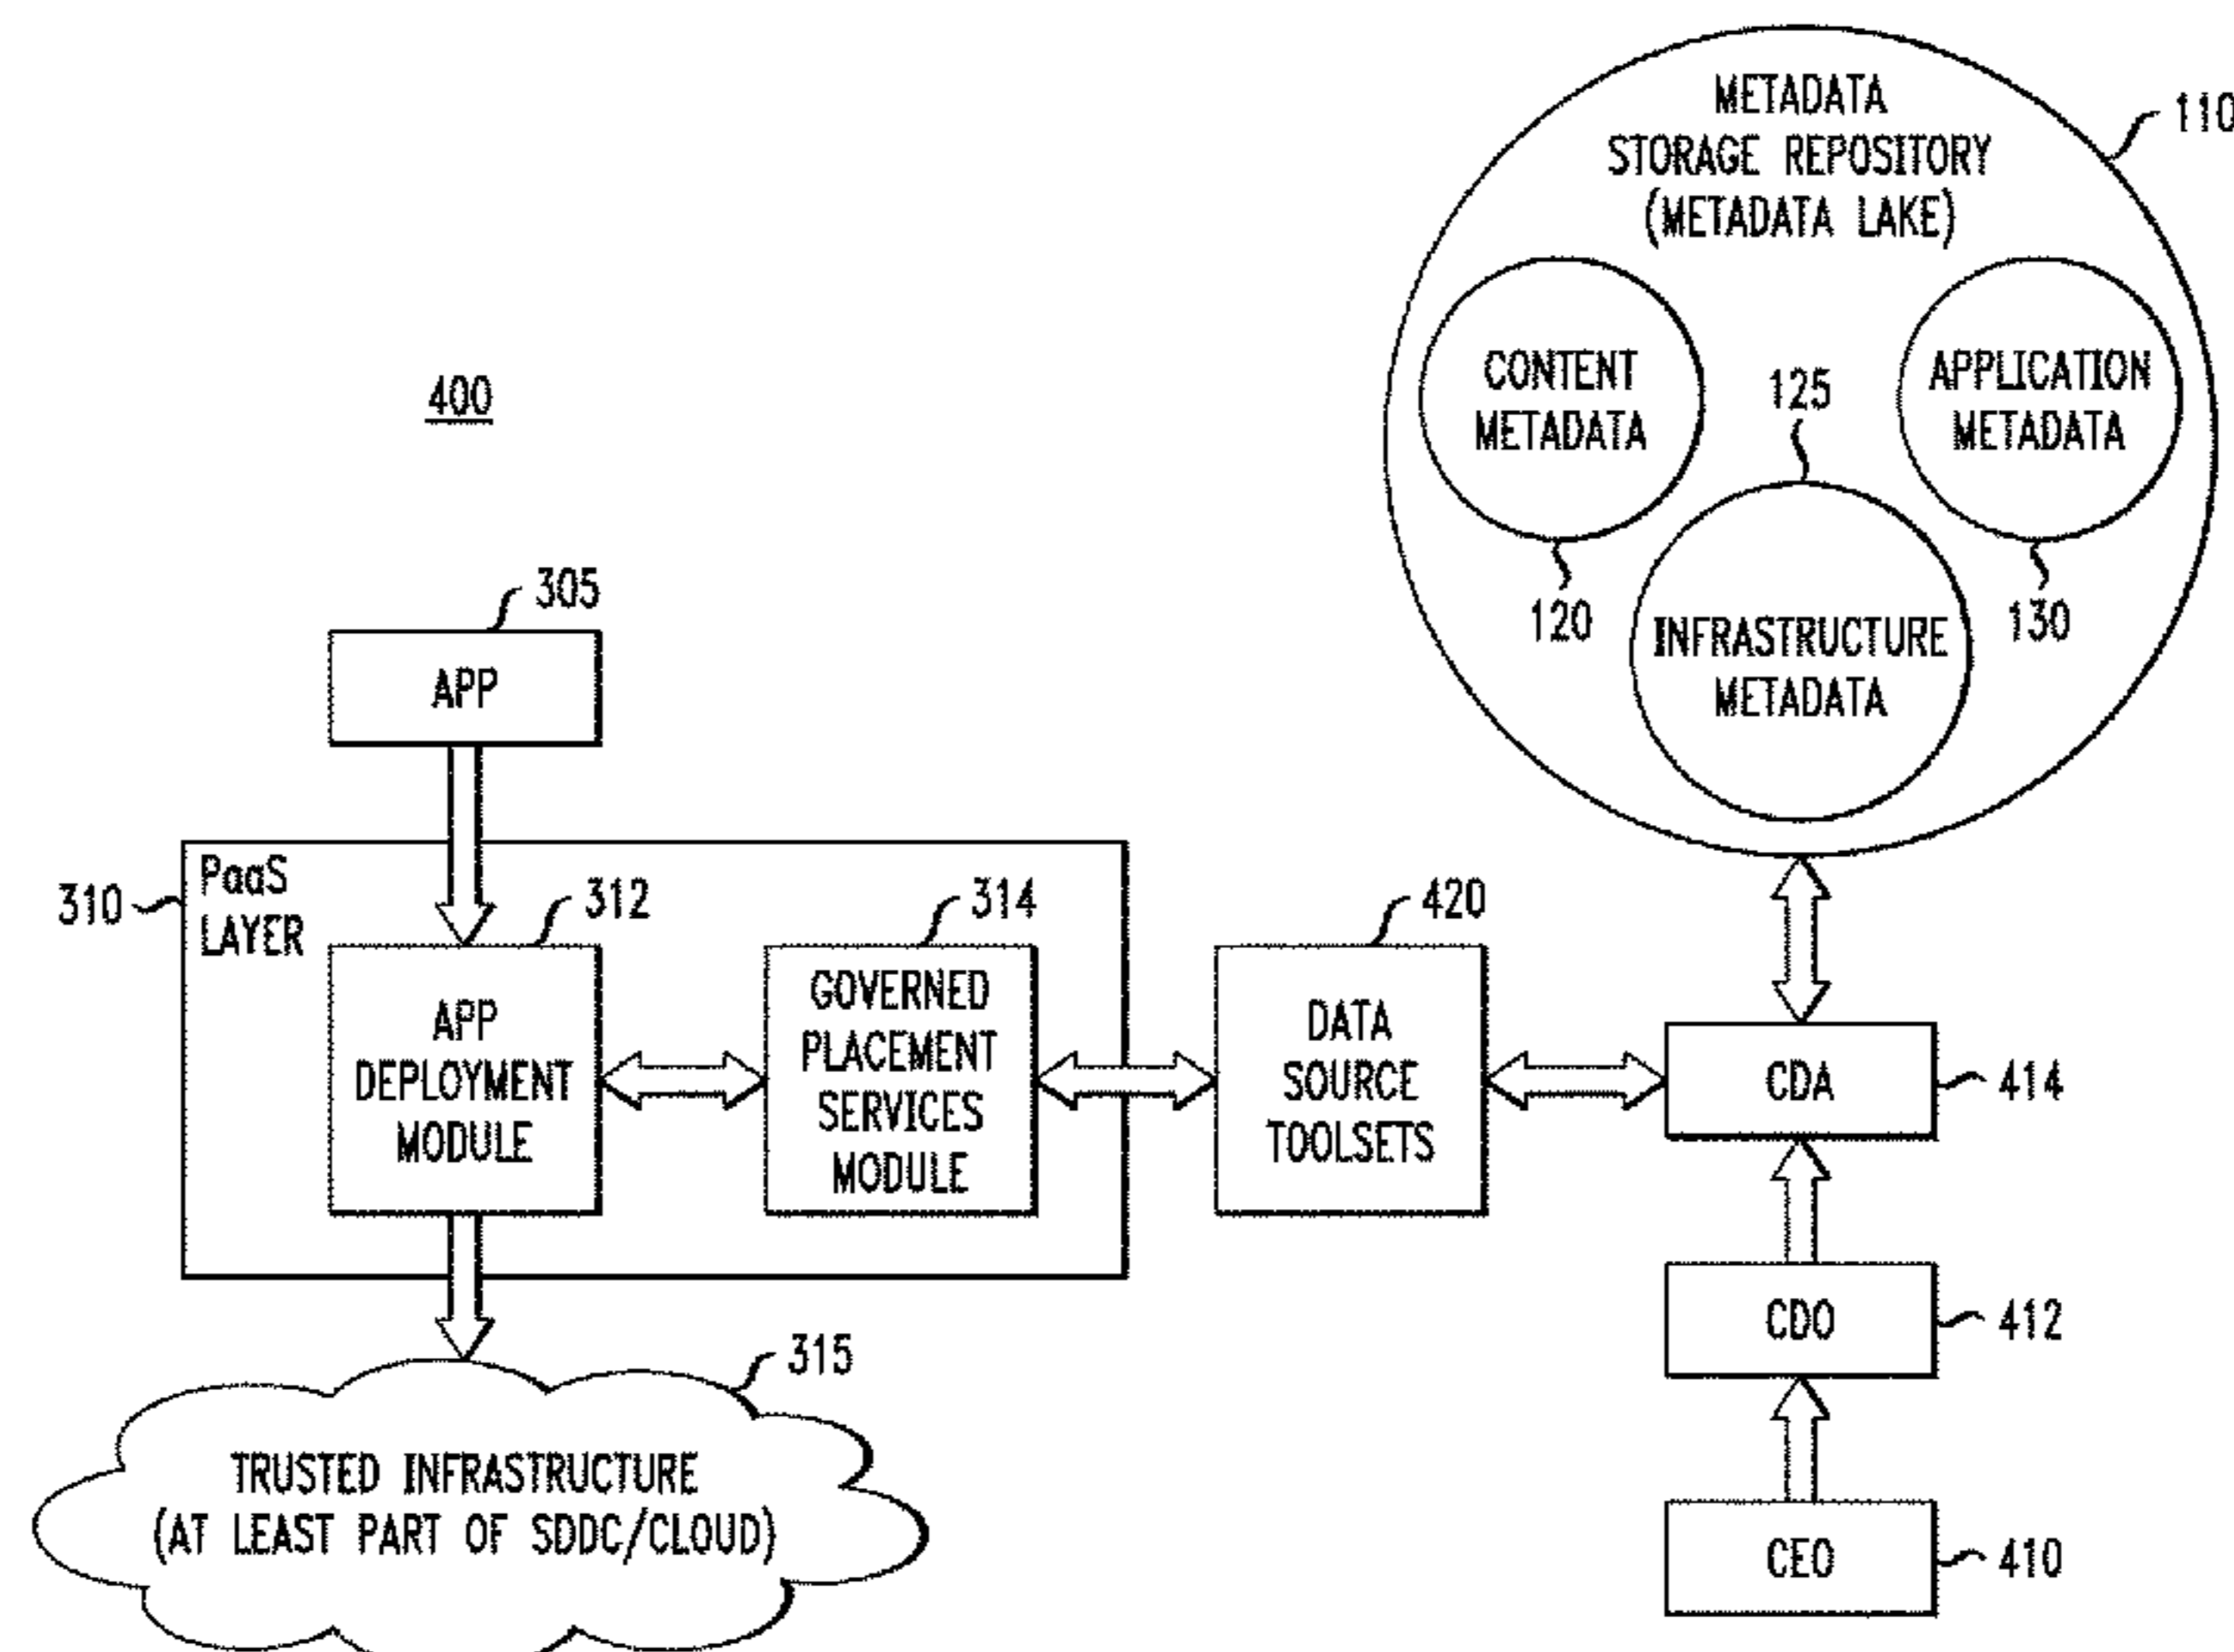 METADATA
STORAGE REPOSITORY
(METADATA LAKE)
110
CONTENT
METADATA
120
125
INFRASTRUCTURE
METADATA
APPLICATION
METADATA
130
400
305
APP
310
PaaS
LAYER
312
APP
DEPLOYMENT
MODULE
314
GOVERNED
PLACEMENT
SERVICES
MODULE
420
DATA
SOURCE
TOOLSETS
CDA
414
CDO
412
CEO
410
315
TRUSTED INFRASTRUCTURE
(AT LEAST PART OF SDDC/CLOUD)